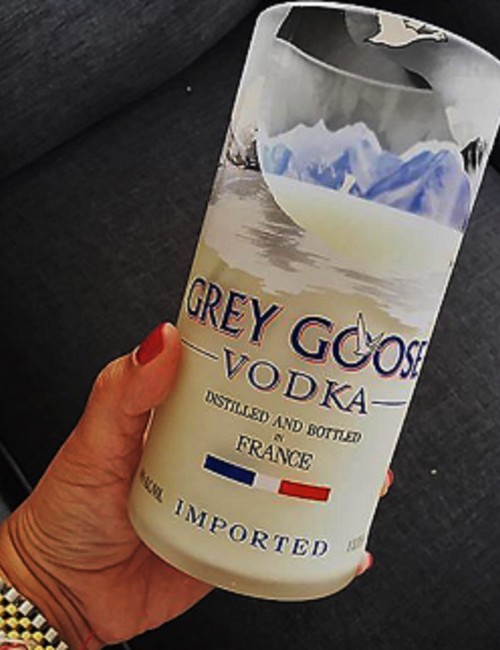 GREY GOOSE
VODKA
DISTILLED AND BOTTLED
IN
FRANCE
IMPORTED